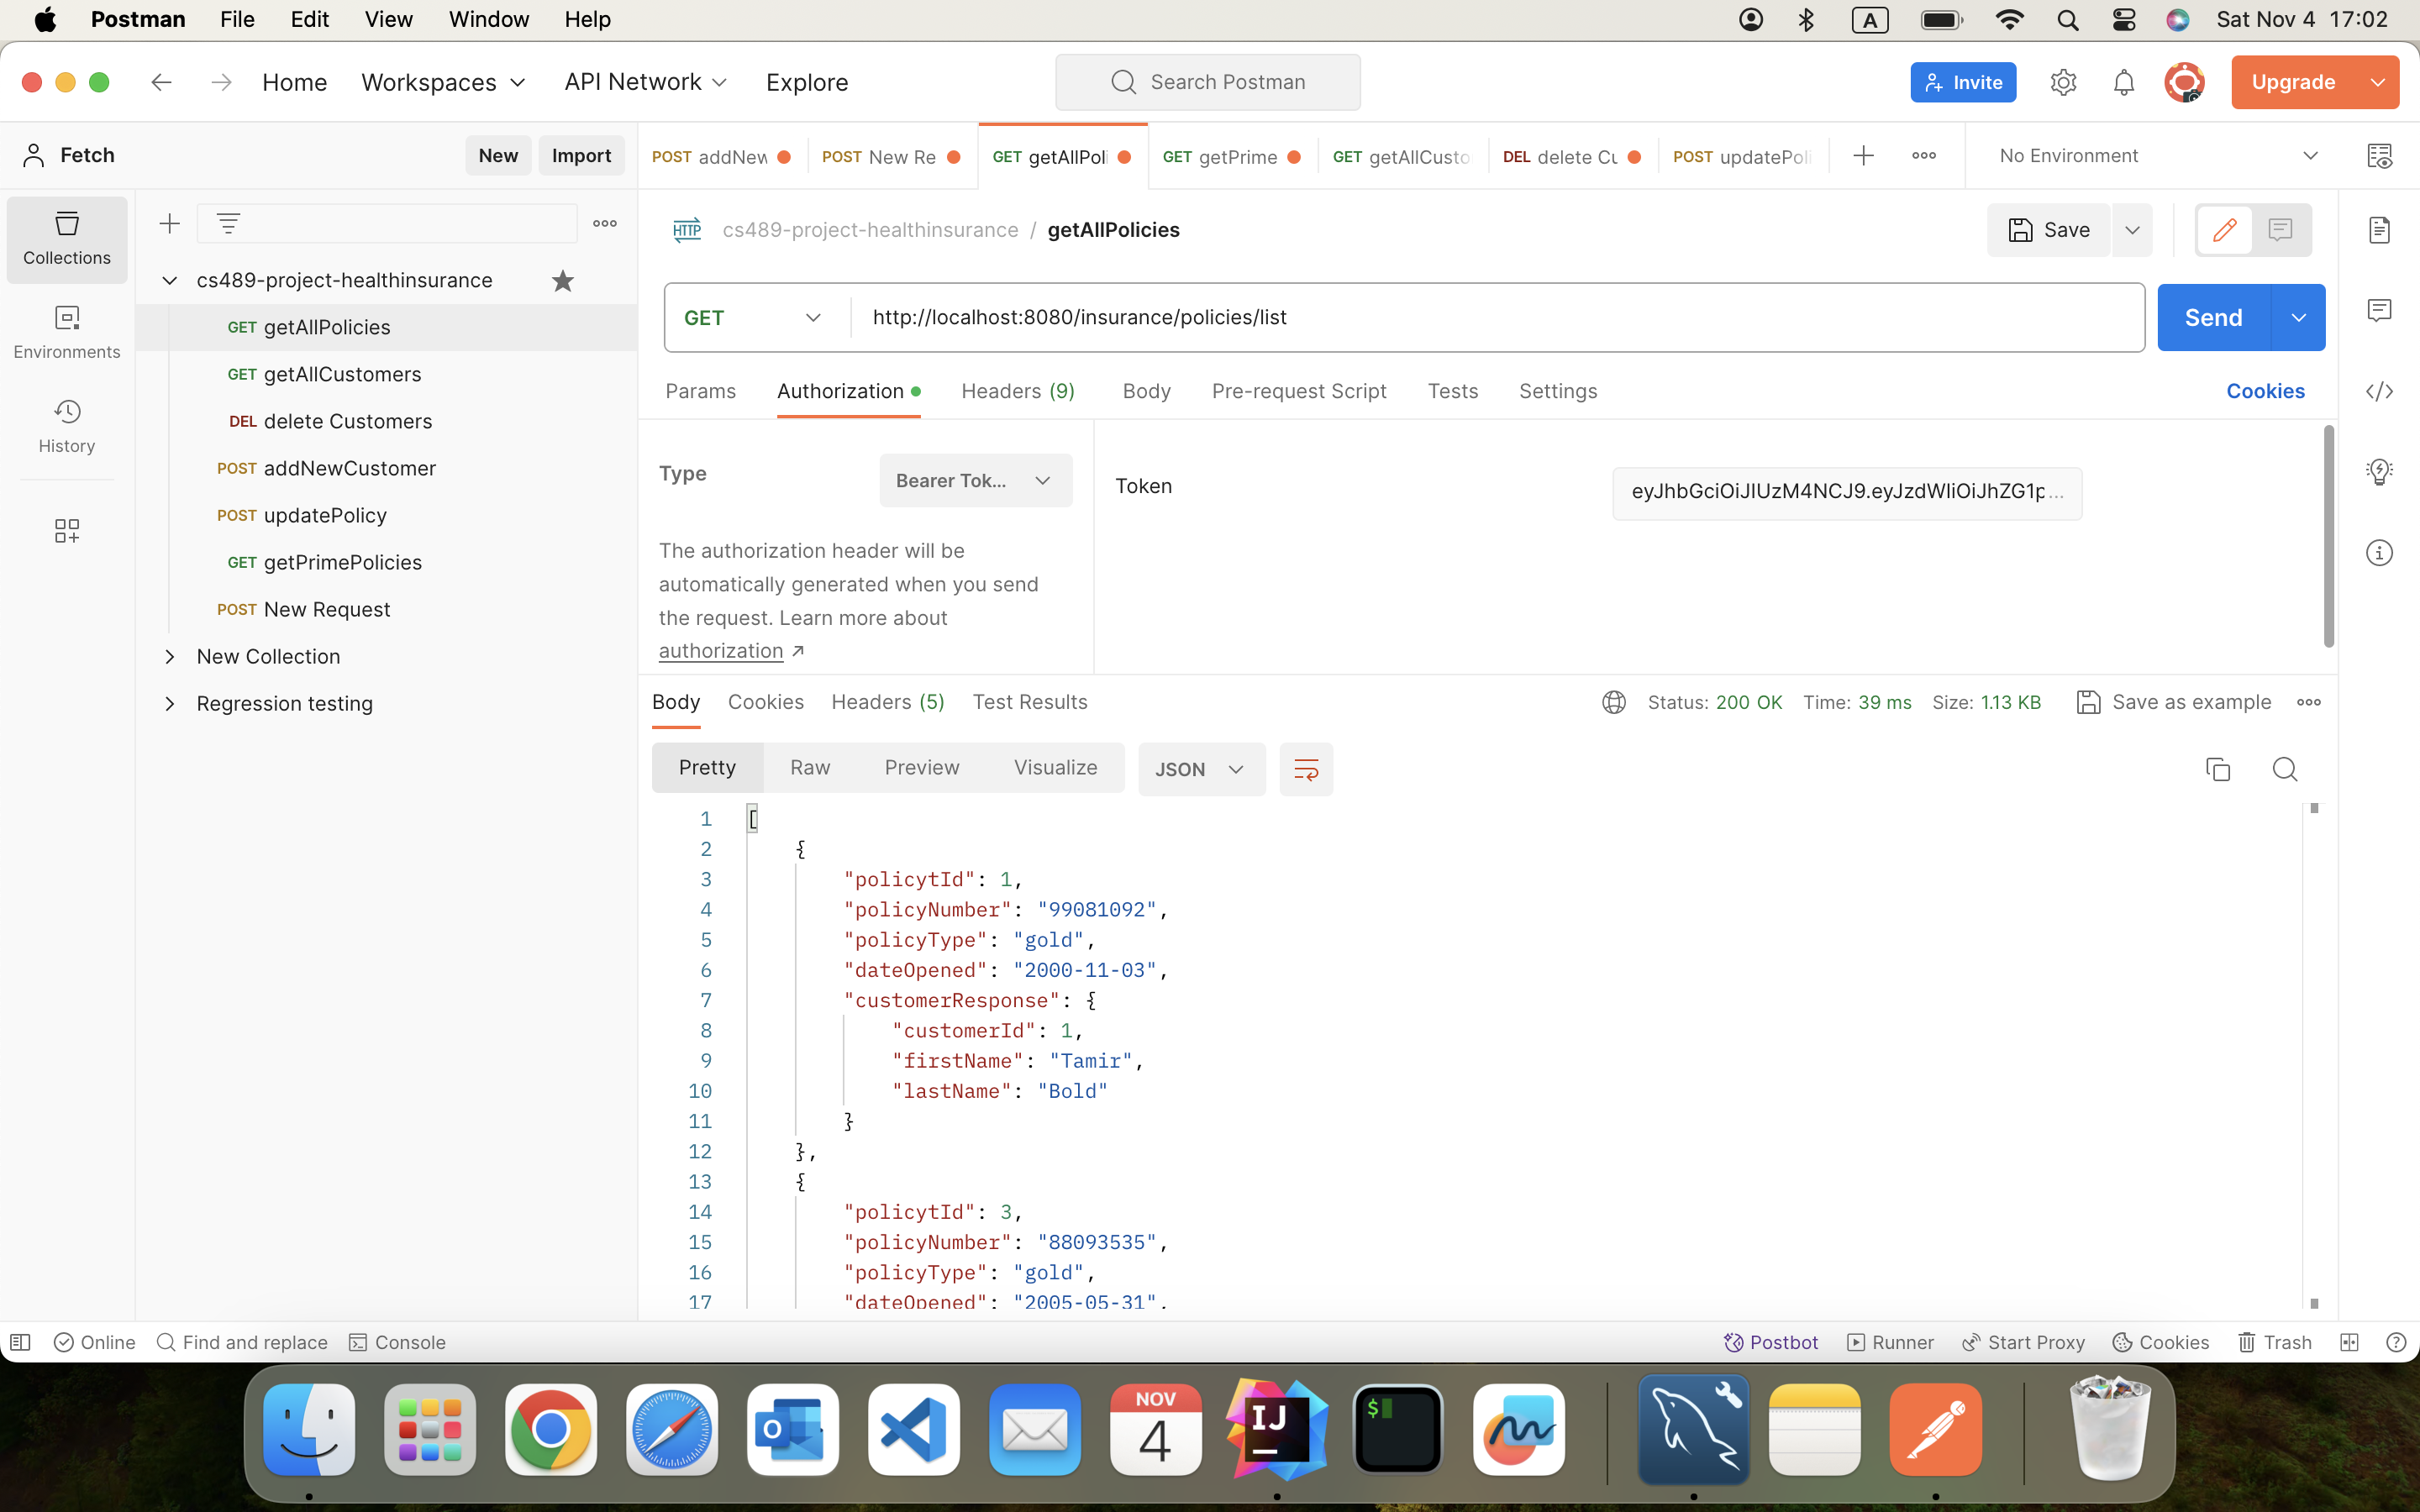 Postman File Edit View Window Help A Sat Nov 4 17:02
Home Workspaces API Network Explore Search Postman Invite Upgrade
Fetch New Import POST addNew POST New Re GET getAllPoli GET getPrime GET getAllCusto DEL delete Cu POST updatePoli No Environment
Collections
Environments
History
cs489-project-healthinsurance
GET getAllPolicies
GET getAllCustomers
DEL delete Customers
POST addNewCustomer
POST updatePolicy
GET getPrimePolicies
POST New Request
New Collection
Regression testing
HTTP cs489-project-healthinsurance / getAllPolicies Save
GET http://localhost:8080/insurance/policies/list Send
Params Authorization Headers (9) Body Pre-request Script Tests Settings Cookies
Type Bearer Tok...
The authorization header will be
automatically generated when you send
the request. Learn more about
authorization ↗
Token eyJhbGciOiJIUzM4NCJ9.eyJzdWIiOiJhZG1p...
Body Cookies Headers (5) Test Results Status: 200 OK Time: 39 ms Size: 1.13 KB Save as example
Pretty Raw Preview Visualize JSON
1 [
2 {
3 "policytId": 1,
4 "policyNumber": "99081092",
5 "policyType": "gold",
6 "dateOpened": "2000-11-03",
7 "customerResponse": {
8 "customerId": 1,
9 "firstName": "Tamir",
10 "lastName": "Bold"
11 }
12 },
13 {
14 "policytId": 3,
15 "policyNumber": "88093535",
16 "policyType": "gold",
17 "dateOpened": "2005-05-31",
Online Find and replace Console Postbot Runner Start Proxy Cookies Trash
NOV
4
IJ
$
O